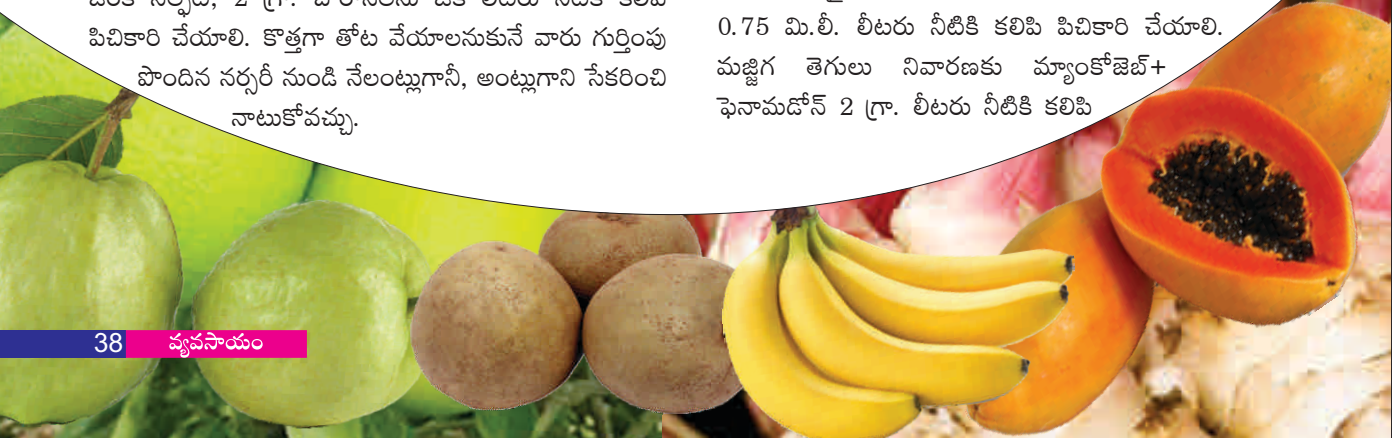 పిచికారి చేయాలి. కొత్తగా తోట వేయాలనుకునే వారు గుర్తింపు
పొందిన నర్సరీ నుండి నేలంట్లుగానీ, అంట్లుగాని సేకరించి
నాటుకోవచ్చు.
0.75 మి.లీ. లీటరు నీటికి కలిపి పిచికారి చేయాలి.
మజ్జిగ తెగులు నివారణకు మ్యాంకోజెబ్+
ఫెనామడోన్ 2 గ్రా. లీటరు నీటికి కలిపి
38 వ్యవసాయం